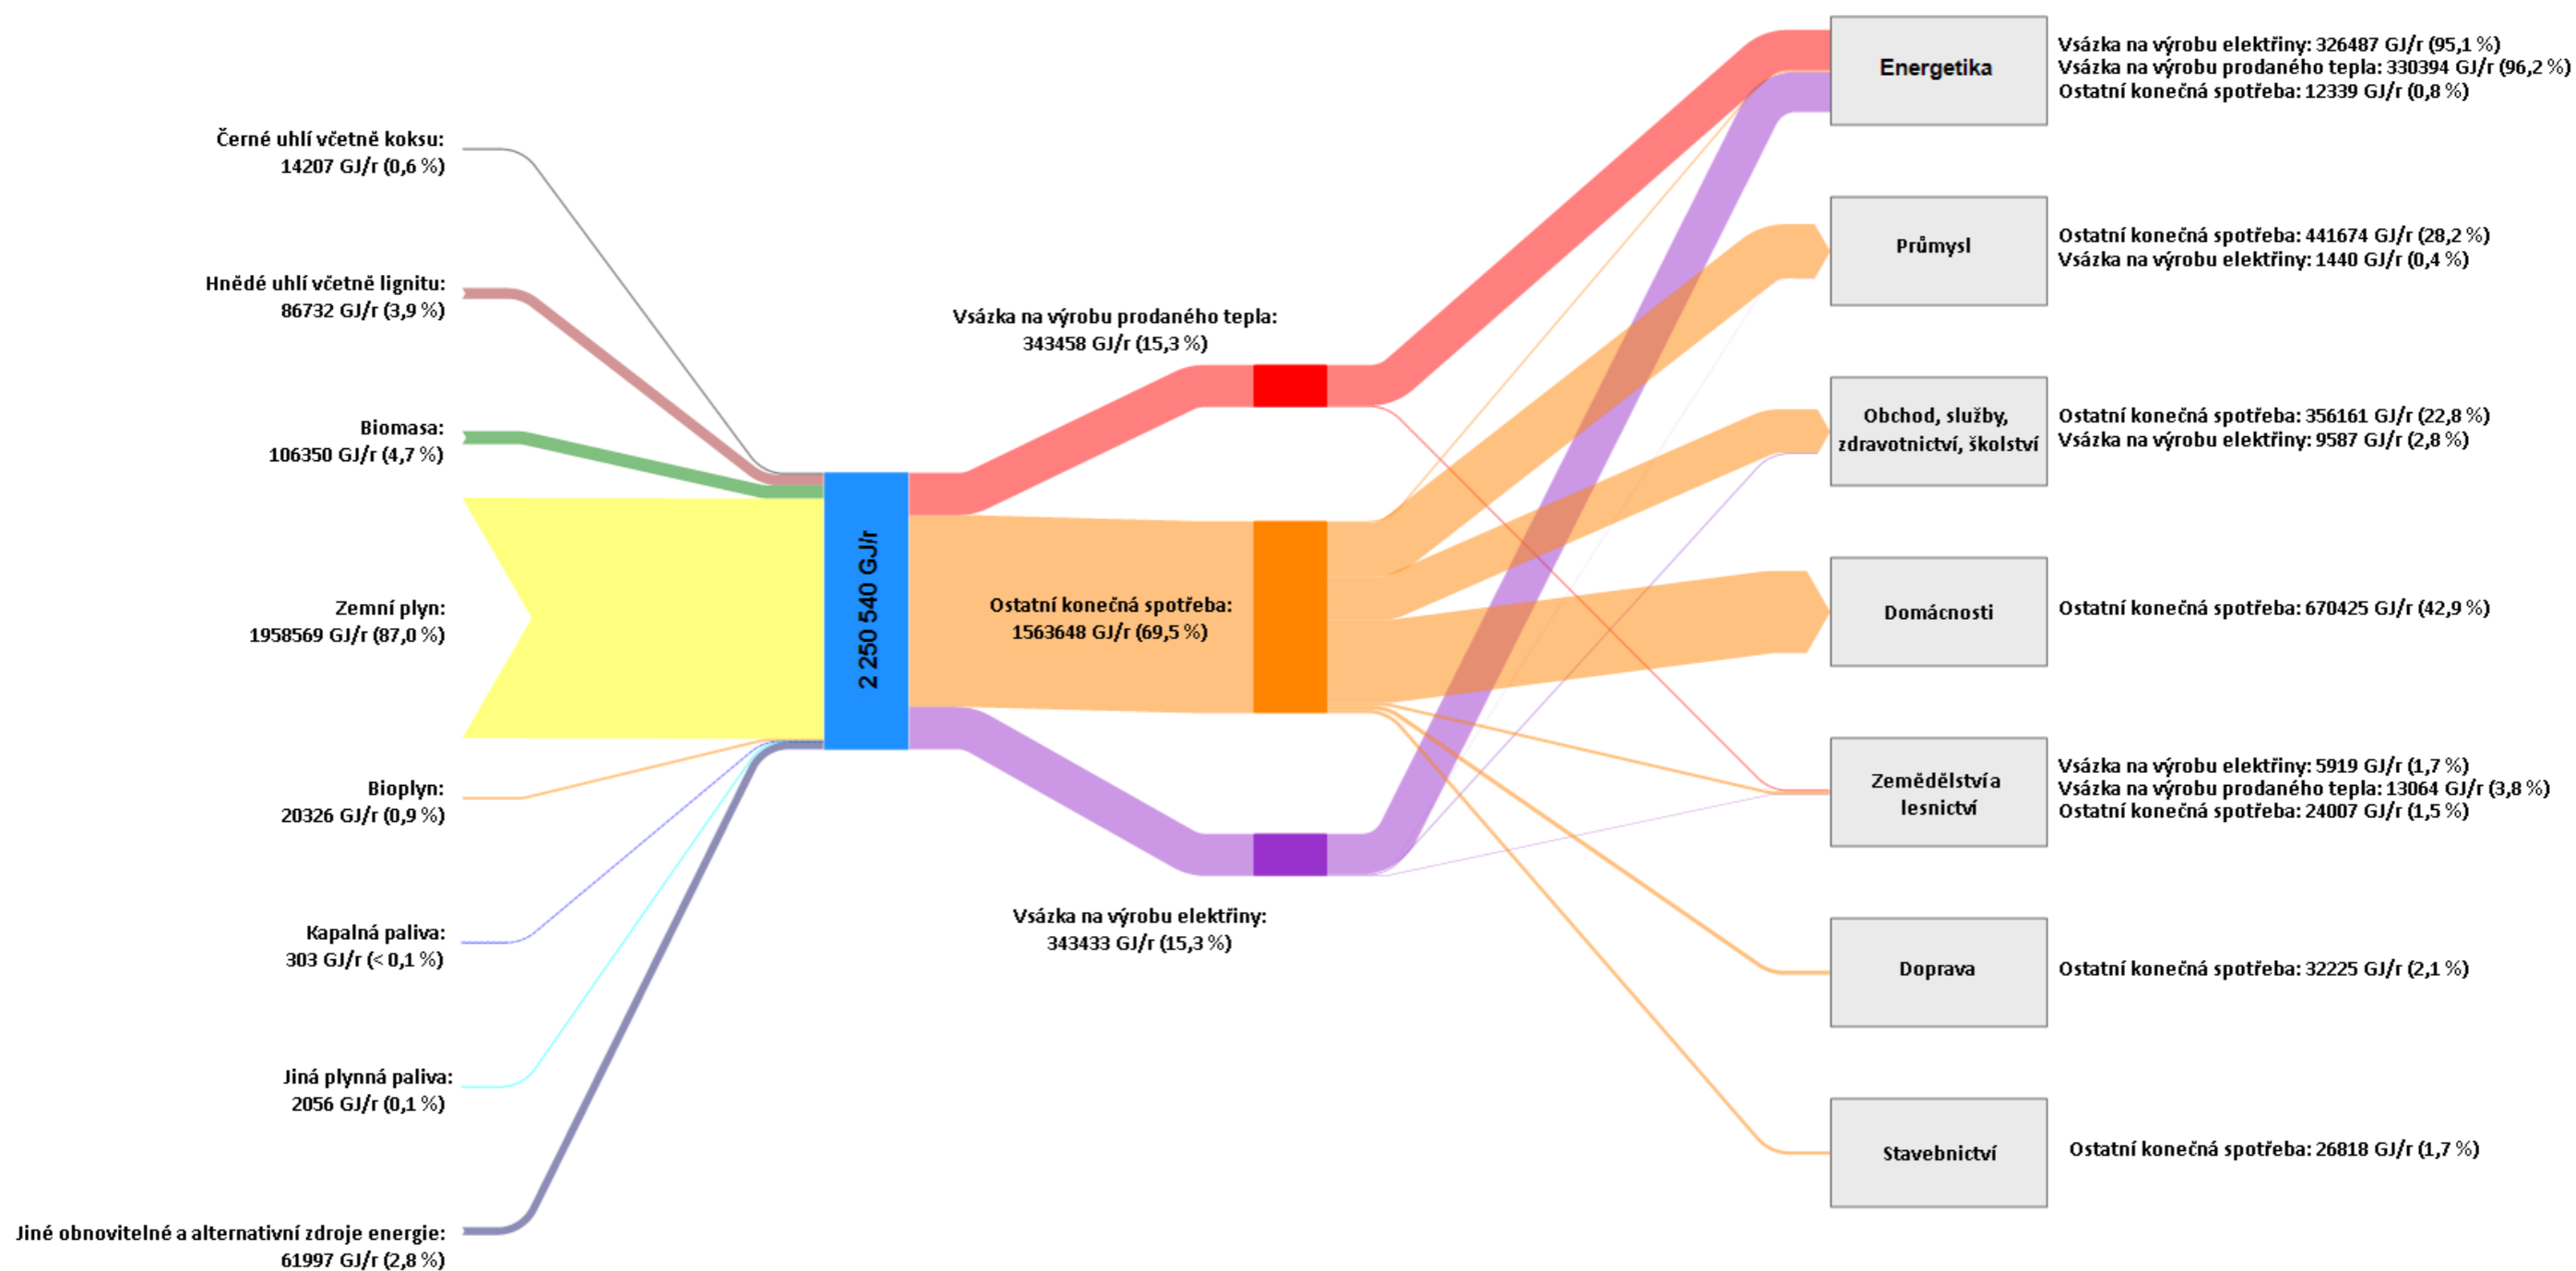 Černé uhlí včetně koksu:
14207 GJ/r (0,6 %)
Hnědé uhlí včetně lignitu:
86732 GJ/r (3,9 %)
Biomasa:
106350 GJ/r (4,7 %)
Zemní plyn:
1958569 GJ/r (87,0 %)
Bioplyn:
20326 GJ/r (0,9 %)
Kapalná paliva:
303 GJ/r (< 0,1 %)
Jiná plynná paliva:
2056 GJ/r (0,1 %)
Jiné obnovitelné a alternativní zdroje energie:
61997 GJ/r (2,8 %)
2 250 540 GJ/r
Vsázka na výrobu prodaného tepla:
343458 GJ/r (15,3 %)
Ostatní konečná spotřeba:
1563648 GJ/r (69,5 %)
Vsázka na výrobu elektřiny:
343433 GJ/r (15,3 %)
Energetika
Vsázka na výrobu elektřiny: 326487 GJ/r (95,1 %)
Vsázka na výrobu prodaného tepla: 330394 GJ/r (96,2 %)
Ostatní konečná spotřeba: 12339 GJ/r (0,8 %)
Průmysl
Ostatní konečná spotřeba: 441674 GJ/r (28,2 %)
Vsázka na výrobu elektřiny: 1440 GJ/r (0,4 %)
Obchod, služby,
zdravotnictví, školství
Ostatní konečná spotřeba: 356161 GJ/r (22,8 %)
Vsázka na výrobu elektřiny: 9587 GJ/r (2,8 %)
Domácnosti
Ostatní konečná spotřeba: 670425 GJ/r (42,9 %)
Zemědělství a
lesnictví
Vsázka na výrobu elektřiny: 5919 GJ/r (1,7 %)
Vsázka na výrobu prodaného tepla: 13064 GJ/r (3,8 %)
Ostatní konečná spotřeba: 24007 GJ/r (1,5 %)
Doprava
Ostatní konečná spotřeba: 32225 GJ/r (2,1 %)
Stavebnictví
Ostatní konečná spotřeba: 26818 GJ/r (1,7 %)